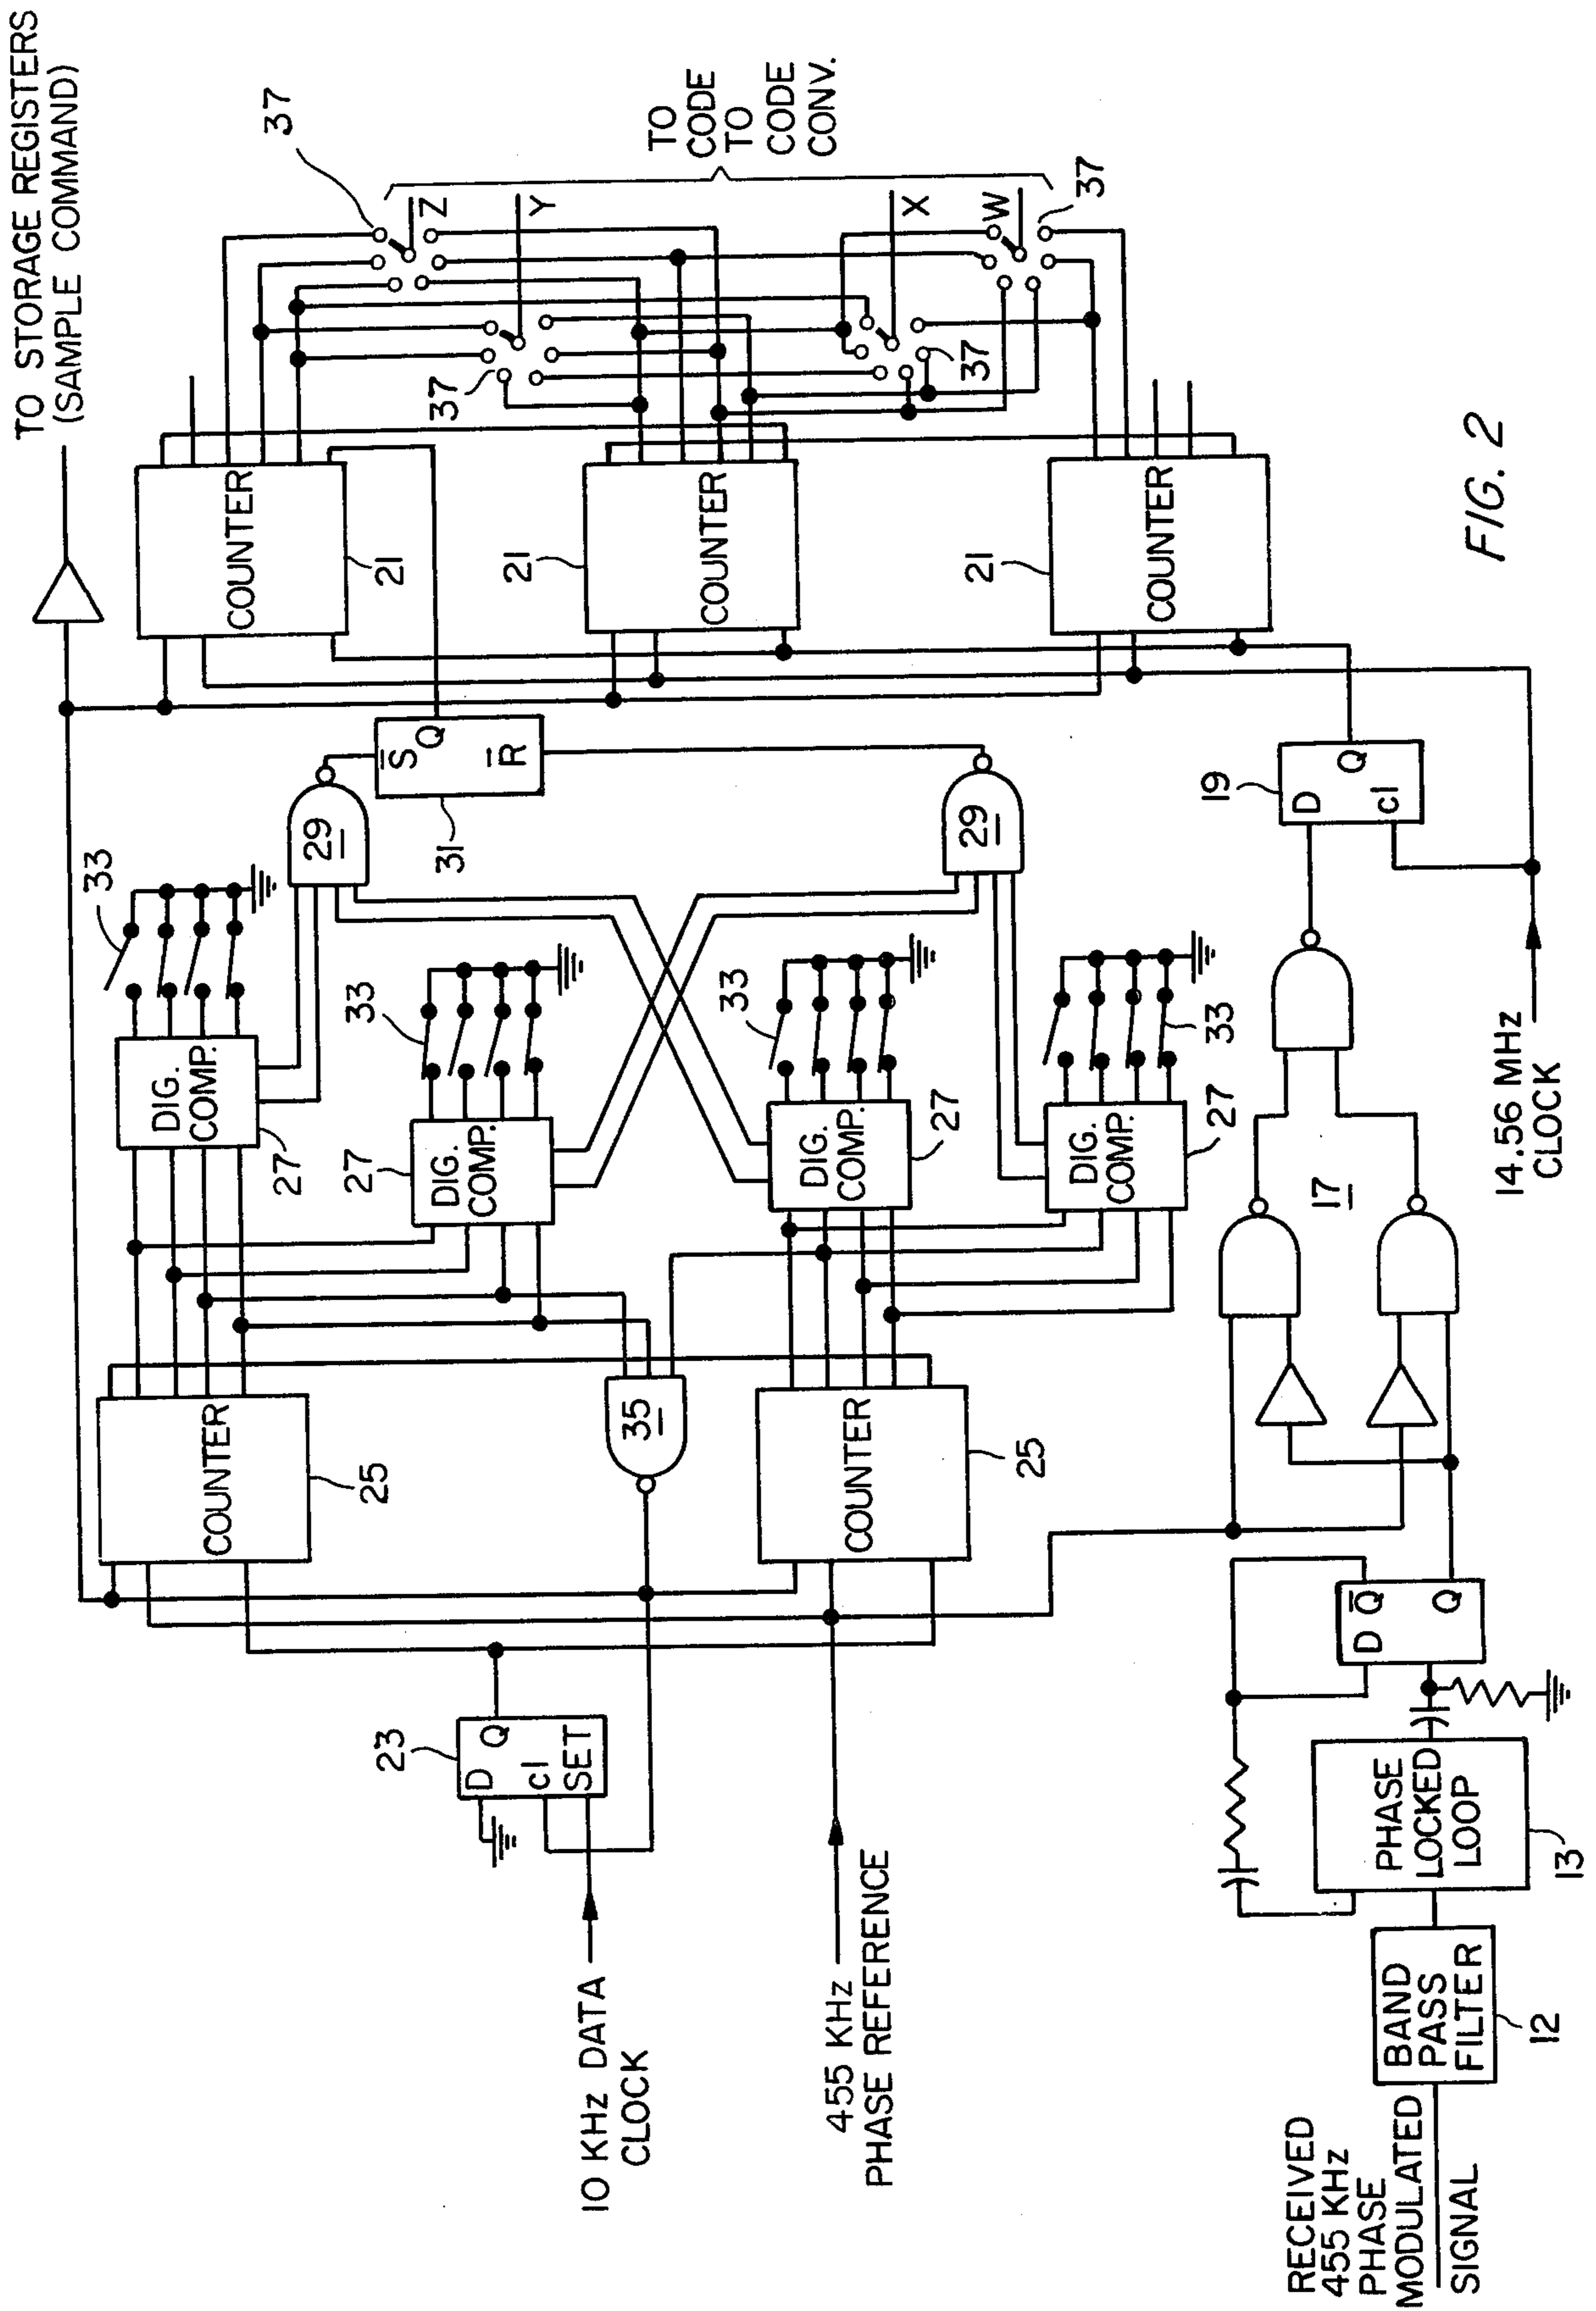 TO STORAGE REGISTERS
(SAMPLE COMMAND)
37
TO
CODE
TO
CODE
CONV.
Z
Y
X
W
37
37
37
COUNTER
21
COUNTER
21
COUNTER
21
FIG. 2
S̅
Q
R̅
31
29
29
33
33
33
33
DIG.
COMP.
27
DIG.
COMP.
27
DIG.
COMP.
27
DIG.
COMP.
27
19
D
Q
cl
14.56 MHz
CLOCK
17
COUNTER
25
35
COUNTER
25
23
D
Q
cl
SET
10 KHz DATA
CLOCK
455 KHz
PHASE REFERENCE
D
Q̅
Q
PHASE
LOCKED
LOOP
13
BAND
PASS
FILTER
12
RECEIVED
455 KHz
PHASE
MODULATED
SIGNAL